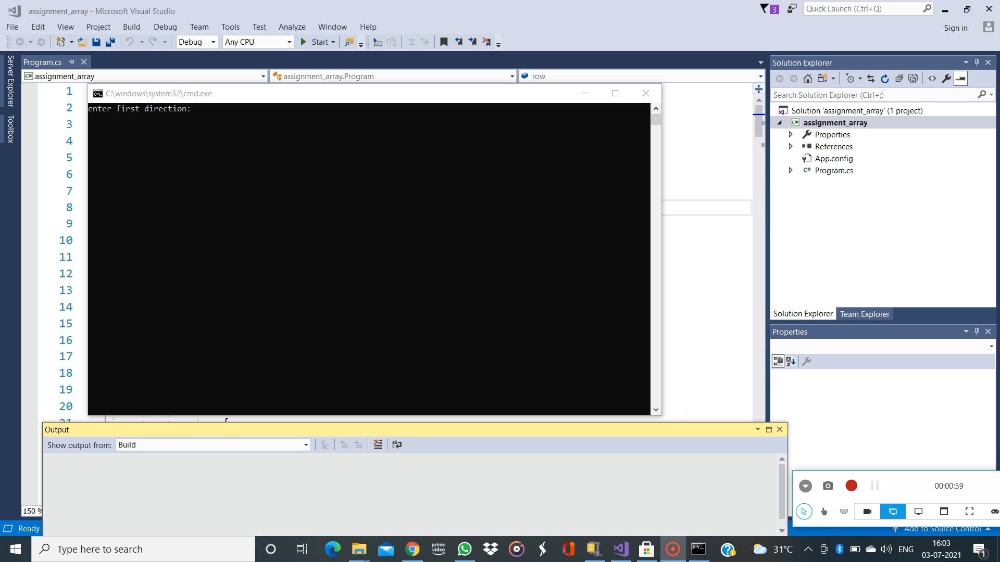 assignment_array - Microsoft Visual Studio
3
Quick Launch (Ctrl+Q)
File Edit View Project Build Debug Team Tools Test Analyze Window Help
Sign in
Debug
Any CPU
Start
Server Explorer
Toolbox
Program.cs
assignment_array
assignment_array.Program
row
1
2
3
4
5
6
7
8
9
10
11
12
13
14
15
16
17
18
19
20
21
{
C:\windows\system32\cmd.exe
enter first direction:
150 %
Output
Show output from: Build
Ready
Add to Source Control
Solution Explorer
Search Solution Explorer (Ctrl+;)
Solution 'assignment_array' (1 project)
C# assignment_array
Properties
References
App.config
C# Program.cs
Solution Explorer Team Explorer
Properties
00:00:59
Type here to search
prime video
31°C
ENG
16:03
03-07-2021
1